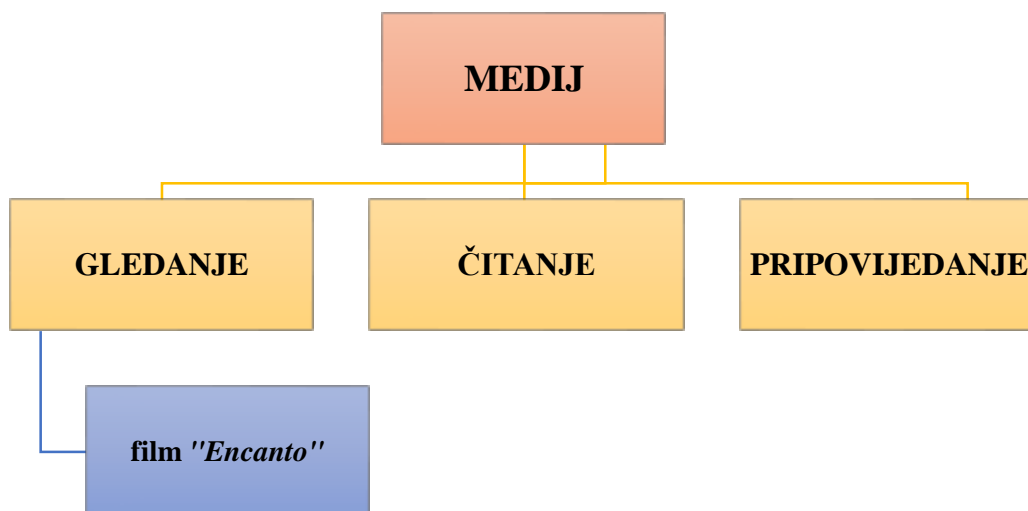 MEDIJ
GLEDANJE
ČITANJE
PRIPOVIJEDANJE
film "Encanto"